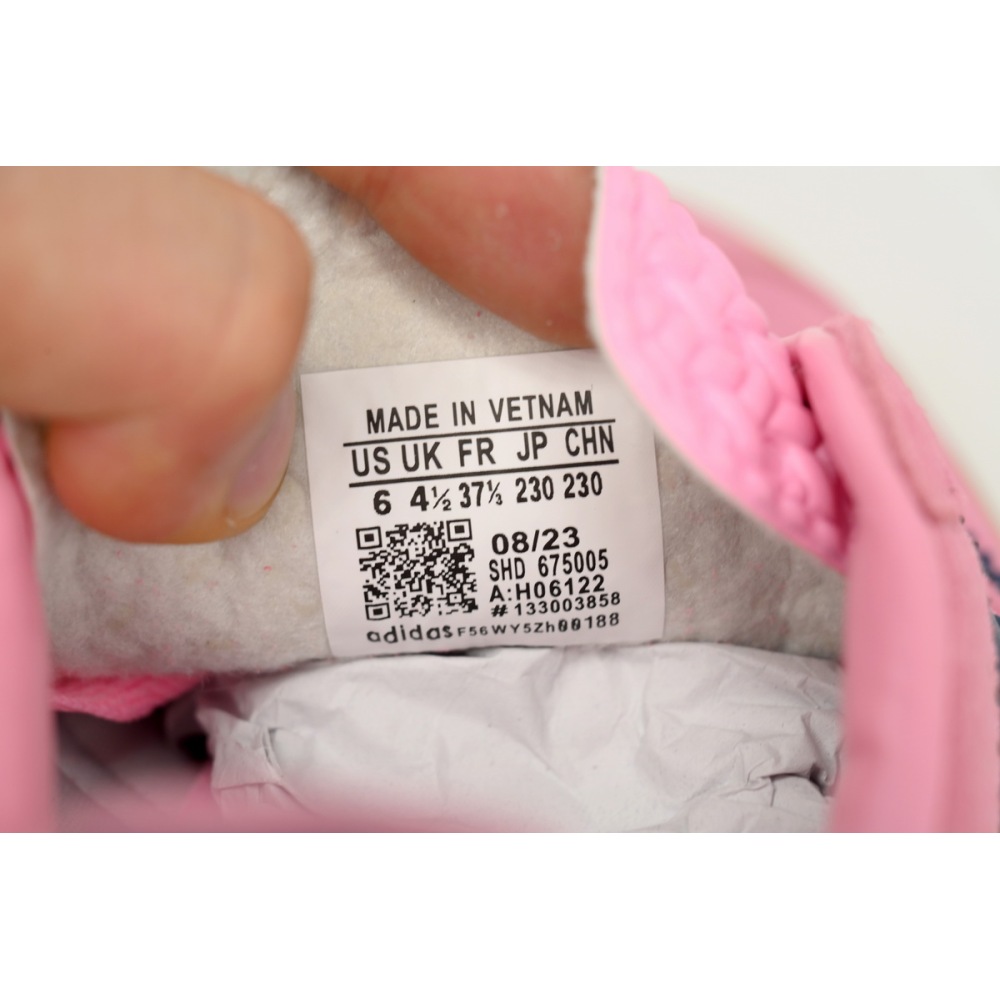 MADE IN VETNAM
US UK FR JP CHN
6 4½ 37⅓ 230 230
08/23
SHD 675005
A:H06122
#133003858
adidas F56WY5Zh00188